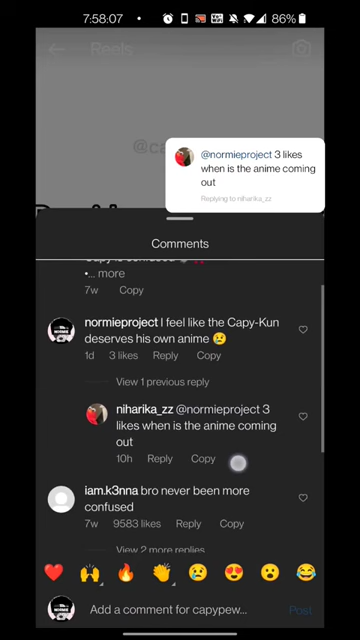 7:58:07
86%
Reels
@ca
@normieproject 3 likes
when is the anime coming
out
Replying to niharika_zz
Comments
•... more
7w Copy
normieproject I feel like the Capy-Kun
deserves his own anime 😢
1d 3 likes Reply Copy
View 1 previous reply
niharika_zz @normieproject 3
likes when is the anime coming
out
10h Reply Copy
iam.k3nna bro never been more
confused
7w 9583 likes Reply Copy
View 2 more replies
❤️ 🙌 🔥 👏 😢 😍 😮 😂
Add a comment for capypew... Post